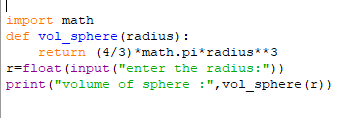 import math
def vol_sphere(radius):
    return (4/3)*math.pi*radius**3
r=float(input("enter the radius:"))
print("volume of sphere :",vol_sphere(r))